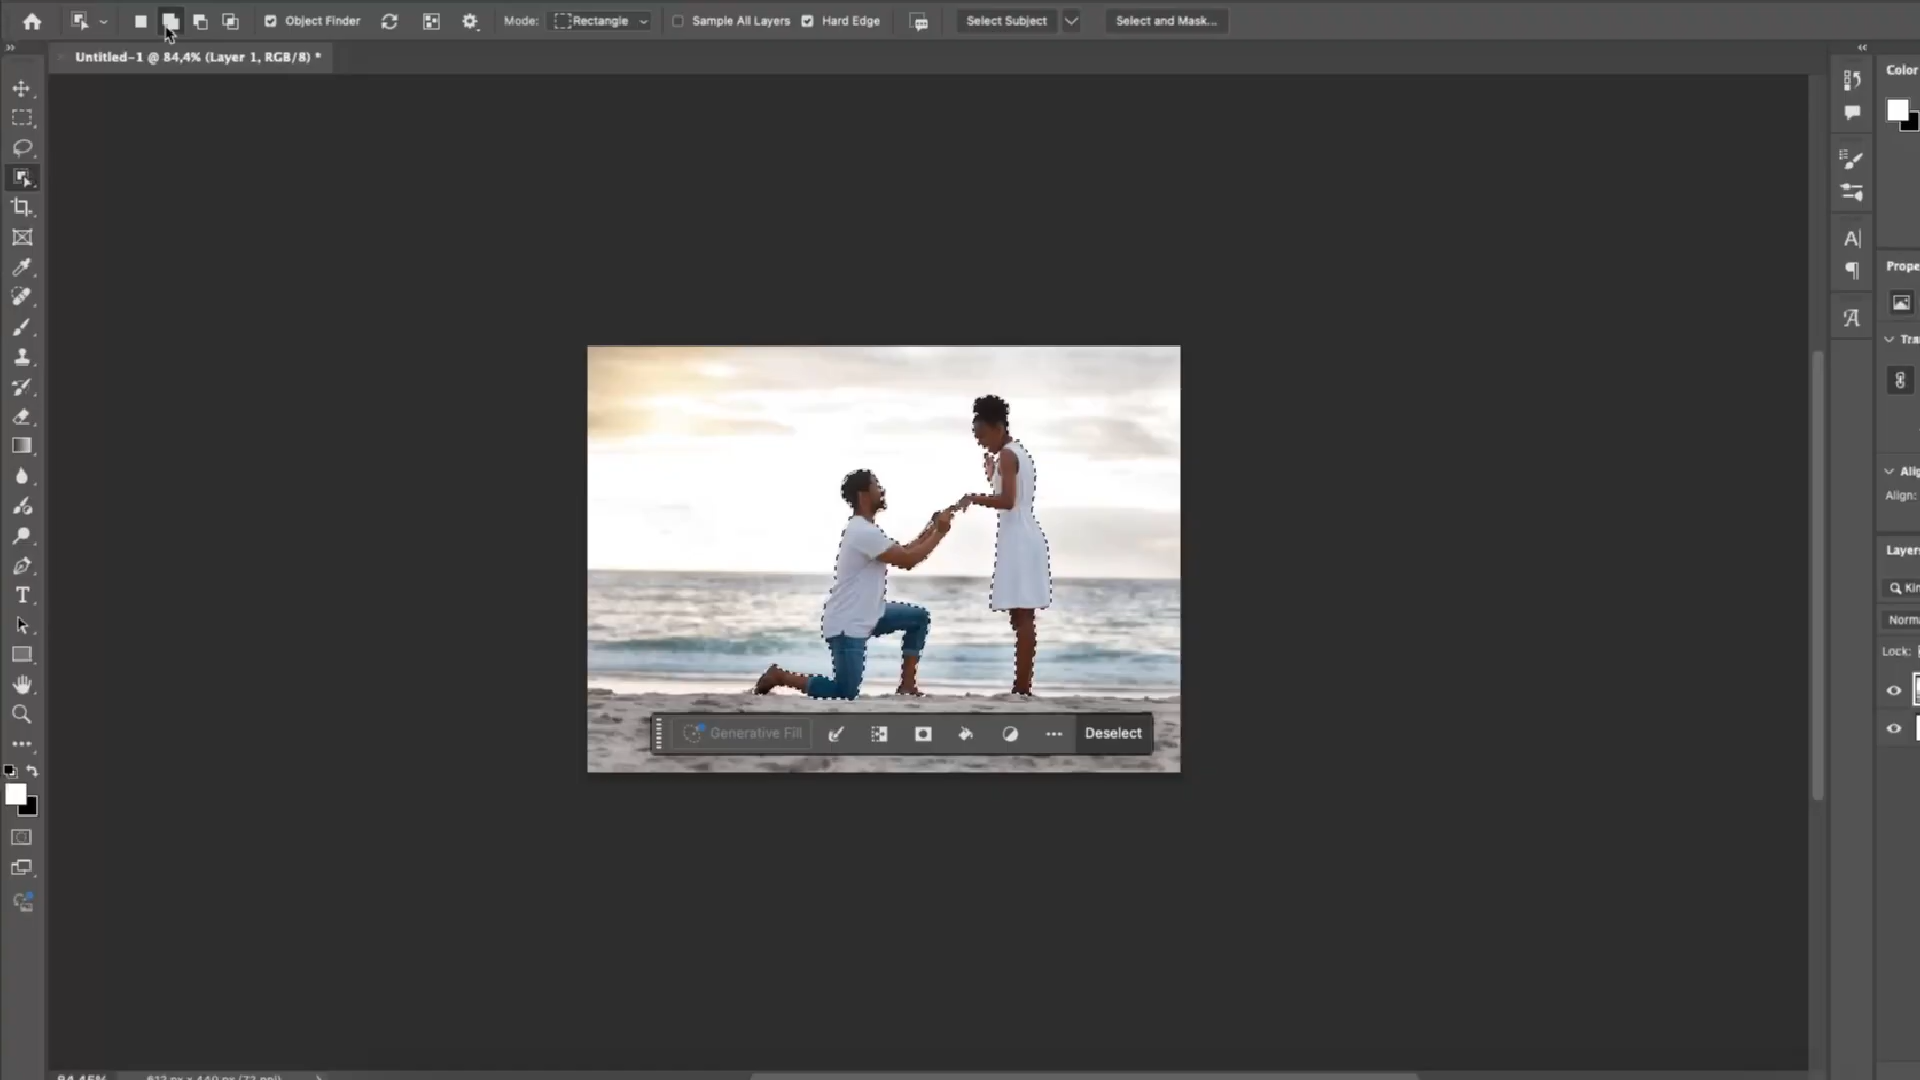 Object Finder
Mode: Rectangle
Sample All Layers
Hard Edge
Select Subject
Select and Mask...
Untitled-1 @ 84,4% (Layer 1, RGB/8) *
Color
Prope
Tra
Alig
Align:
Layer
Kin
Norm
Lock:
Generative Fill
Deselect